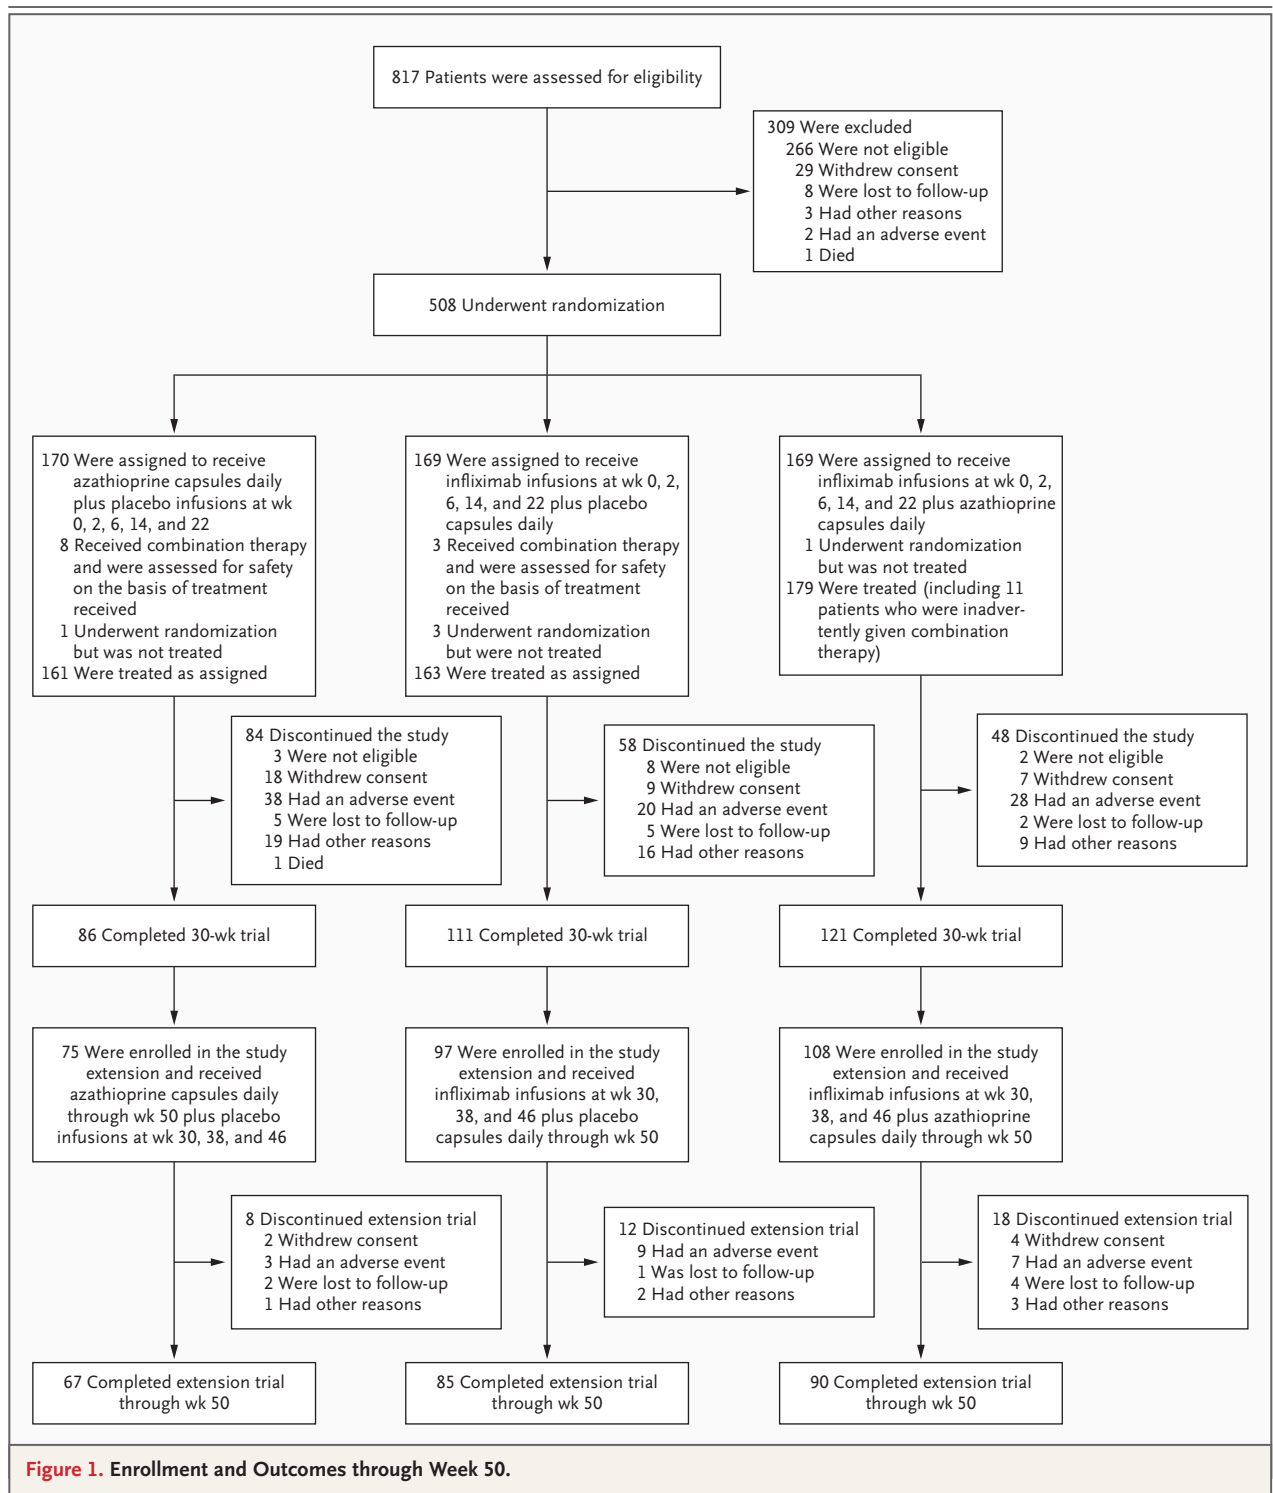 817 Patients were assessed for eligibility
309 Were excluded
266 Were not eligible
29 Withdrew consent
8 Were lost to follow-up
3 Had other reasons
2 Had an adverse event
1 Died
508 Underwent randomization
170 Were assigned to receive
azathioprine capsules daily
plus placebo infusions at wk
0, 2, 6, 14, and 22
8 Received combination therapy
and were assessed for safety
on the basis of treatment
received
1 Underwent randomization
but was not treated
161 Were treated as assigned
169 Were assigned to receive
infliximab infusions at wk 0, 2,
6, 14, and 22 plus placebo
capsules daily
3 Received combination therapy
and were assessed for safety
on the basis of treatment
received
3 Underwent randomization
but were not treated
163 Were treated as assigned
169 Were assigned to receive
infliximab infusions at wk 0, 2,
6, 14, and 22 plus azathioprine
capsules daily
1 Underwent randomization
but was not treated
179 Were treated (including 11
patients who were inadver-
tently given combination
therapy)
84 Discontinued the study
3 Were not eligible
18 Withdrew consent
38 Had an adverse event
5 Were lost to follow-up
19 Had other reasons
1 Died
58 Discontinued the study
8 Were not eligible
9 Withdrew consent
20 Had an adverse event
5 Were lost to follow-up
16 Had other reasons
48 Discontinued the study
2 Were not eligible
7 Withdrew consent
28 Had an adverse event
2 Were lost to follow-up
9 Had other reasons
86 Completed 30-wk trial
111 Completed 30-wk trial
121 Completed 30-wk trial
75 Were enrolled in the study
extension and received
azathioprine capsules daily
through wk 50 plus placebo
infusions at wk 30, 38, and 46
97 Were enrolled in the study
extension and received
infliximab infusions at wk 30,
38, and 46 plus placebo
capsules daily through wk 50
108 Were enrolled in the study
extension and received
infliximab infusions at wk 30,
38, and 46 plus azathioprine
capsules daily through wk 50
8 Discontinued extension trial
2 Withdrew consent
3 Had an adverse event
2 Were lost to follow-up
1 Had other reasons
12 Discontinued extension trial
9 Had an adverse event
1 Was lost to follow-up
2 Had other reasons
18 Discontinued extension trial
4 Withdrew consent
7 Had an adverse event
4 Were lost to follow-up
3 Had other reasons
67 Completed extension trial
through wk 50
85 Completed extension trial
through wk 50
90 Completed extension trial
through wk 50
Figure 1. Enrollment and Outcomes through Week 50.